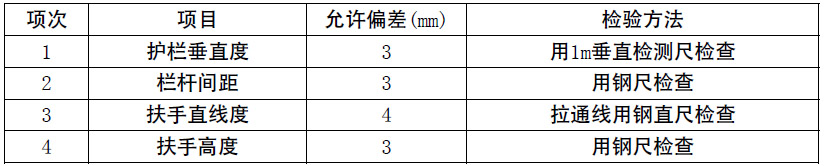 项次 项目 允许偏差(mm) 检验方法
1 护栏垂直度 3 用1m垂直检测尺检查
2 栏杆间距 3 用钢尺检查
3 扶手直线度 4 拉通线用钢直尺检查
4 扶手高度 3 用钢尺检查